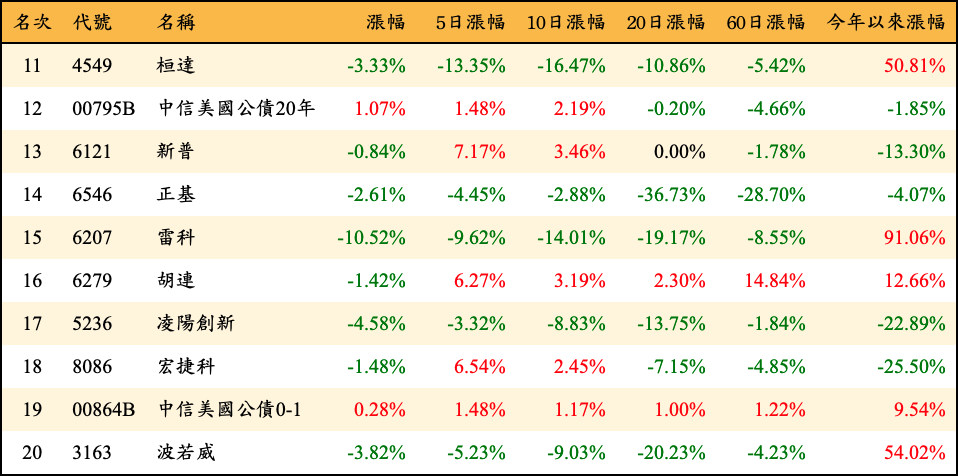 名次 代號 名稱 漲幅 5日漲幅 10日漲幅 20日漲幅 60日漲幅 今年以來漲幅
11 4549 桓達 -3.33% -13.35% -16.47% -10.86% -5.42% 50.81%
12 00795B 中信美國公債20年 1.07% 1.48% 2.19% -0.20% -4.66% -1.85%
13 6121 新普 -0.84% 7.17% 3.46% 0.00% -1.78% -13.30%
14 6546 正基 -2.61% -4.45% -2.88% -36.73% -28.70% -4.07%
15 6207 雷科 -10.52% -9.62% -14.01% -19.17% -8.55% 91.06%
16 6279 胡連 -1.42% 6.27% 3.19% 2.30% 14.84% 12.66%
17 5236 凌陽創新 -4.58% -3.32% -8.83% -13.75% -1.84% -22.89%
18 8086 宏捷科 -1.48% 6.54% 2.45% -7.15% -4.85% -25.50%
19 00864B 中信美國公債0-1 0.28% 1.48% 1.17% 1.00% 1.22% 9.54%
20 3163 波若威 -3.82% -5.23% -9.03% -20.23% -4.23% 54.02%